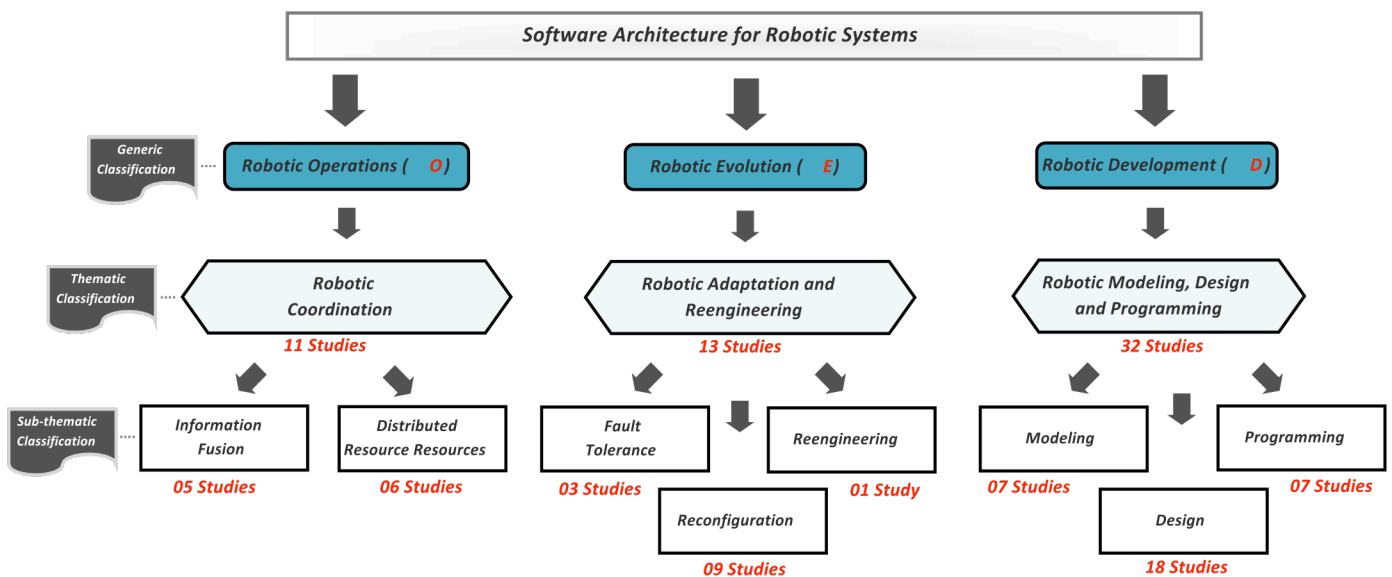 Software Architecture for Robotic Systems
Generic
Classification
Robotic Operations ( O )
Robotic Evolution ( E )
Robotic Development ( D )
Thematic
Classification
Robotic
Coordination
11 Studies
Robotic Adaptation and
Reengineering
13 Studies
Robotic Modeling, Design
and Programming
32 Studies
Sub-thematic
Classification
Information
Fusion
05 Studies
Distributed
Resource Resources
06 Studies
Fault
Tolerance
03 Studies
Reconfiguration
09 Studies
Reengineering
01 Study
Modeling
07 Studies
Design
18 Studies
Programming
07 Studies